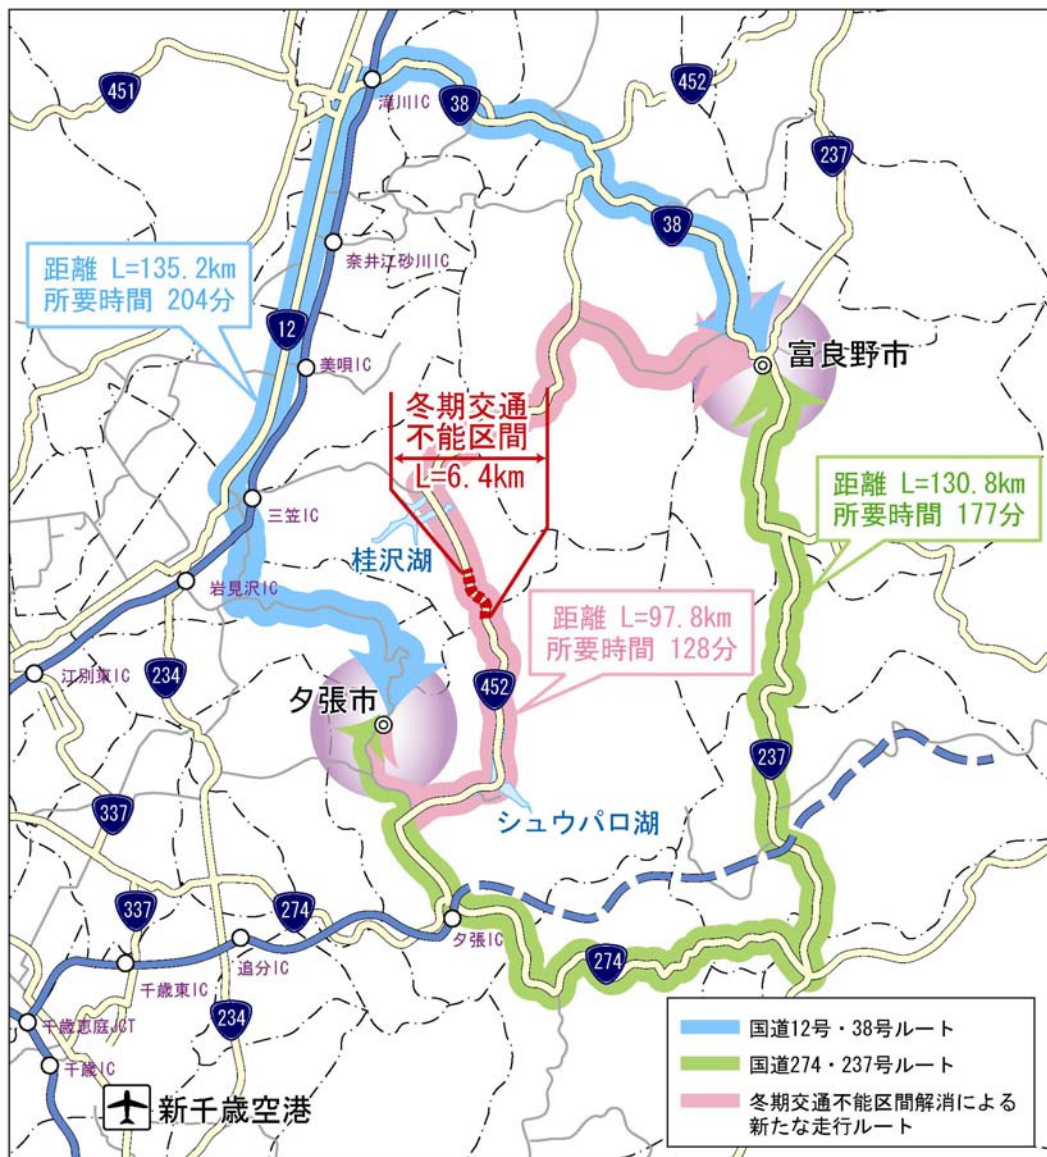 451
452
滝川IC
38
237
38
奈井江砂川IC
距離 L=135.2km
所要時間 204分
12
富良野市
美唄IC
冬期交通
不能区間
L=6.4km
距離 L=130.8km
所要時間 177分
三笠IC
桂沢湖
岩見沢IC
距離 L=97.8km
所要時間 128分
江別東IC
234
452
夕張市
237
シュウパロ湖
337
337
274
夕張IC
274
追分IC
千歳東IC
千歳恵庭JCT
234
千歳IC
新千歳空港
国道12号・38号ルート
国道274・237号ルート
冬期交通不能区間解消による
新たな走行ルート